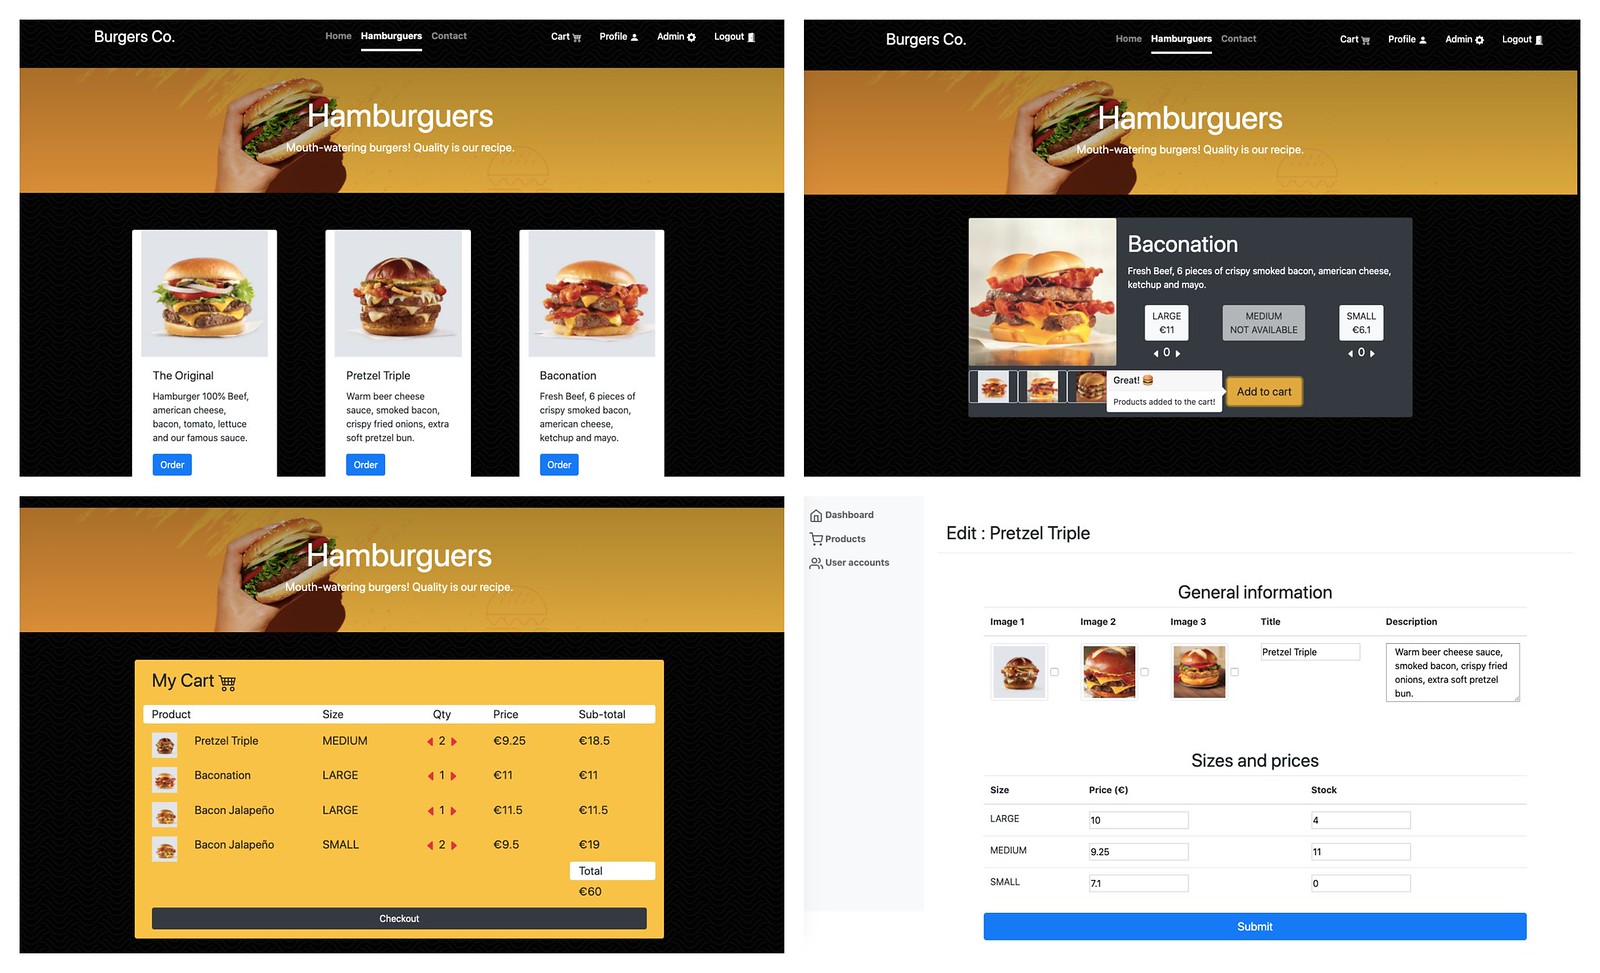 Burgers Co.
Home Hamburguers Contact
Cart Profile Admin Logout
Hamburguers
Mouth-watering burgers! Quality is our recipe.
The Original
Hamburger 100% Beef,
american cheese,
bacon, tomato, lettuce
and our famous sauce.
Order
Pretzel Triple
Warm beer cheese
sauce, smoked bacon,
crispy fried onions, extra
soft pretzel bun.
Order
Baconation
Fresh Beef, 6 pieces of
crispy smoked bacon,
american cheese,
ketchup and mayo.
Order
Burgers Co.
Home Hamburguers Contact
Cart Profile Admin Logout
Hamburguers
Mouth-watering burgers! Quality is our recipe.
Baconation
Fresh Beef, 6 pieces of crispy smoked bacon, american cheese,
ketchup and mayo.
LARGE
€11
0
MEDIUM
NOT AVAILABLE
SMALL
€6.1
0
Great!
Products added to the cart!
Add to cart
Hamburguers
Mouth-watering burgers! Quality is our recipe.
My Cart
Product Size Qty Price Sub-total
Pretzel Triple MEDIUM 2 €9.25 €18.5
Baconation LARGE 1 €11 €11
Bacon Jalapeño LARGE 1 €11.5 €11.5
Bacon Jalapeño SMALL 2 €9.5 €19
Total
€60
Checkout
Dashboard
Products
User accounts
Edit : Pretzel Triple
General information
Image 1 Image 2 Image 3 Title Description
Pretzel Triple
Warm beer cheese sauce,
smoked bacon, crispy fried
onions, extra soft pretzel
bun.
Sizes and prices
Size Price (€) Stock
LARGE 10 4
MEDIUM 9.25 11
SMALL 7.1 0
Submit